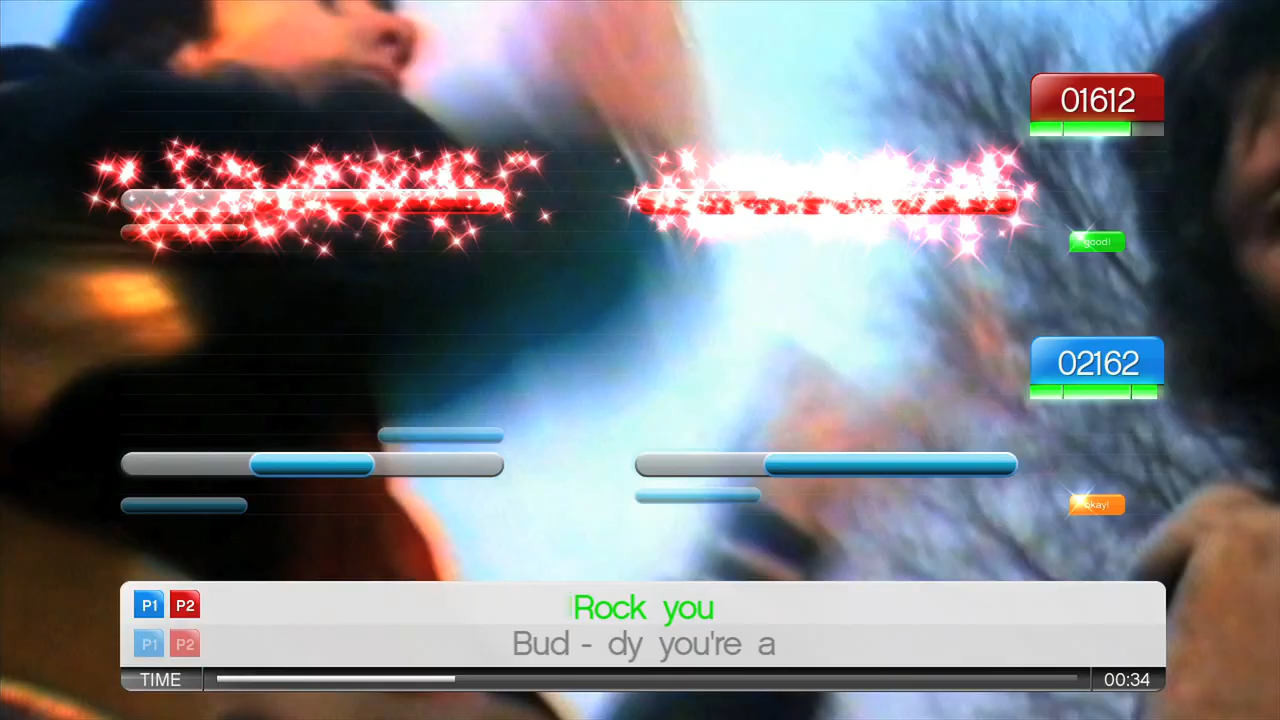 01612
good!
02162
okay!
P1 P2 Rock you
P1 P2 Bud - dy you're a
TIME 00:34